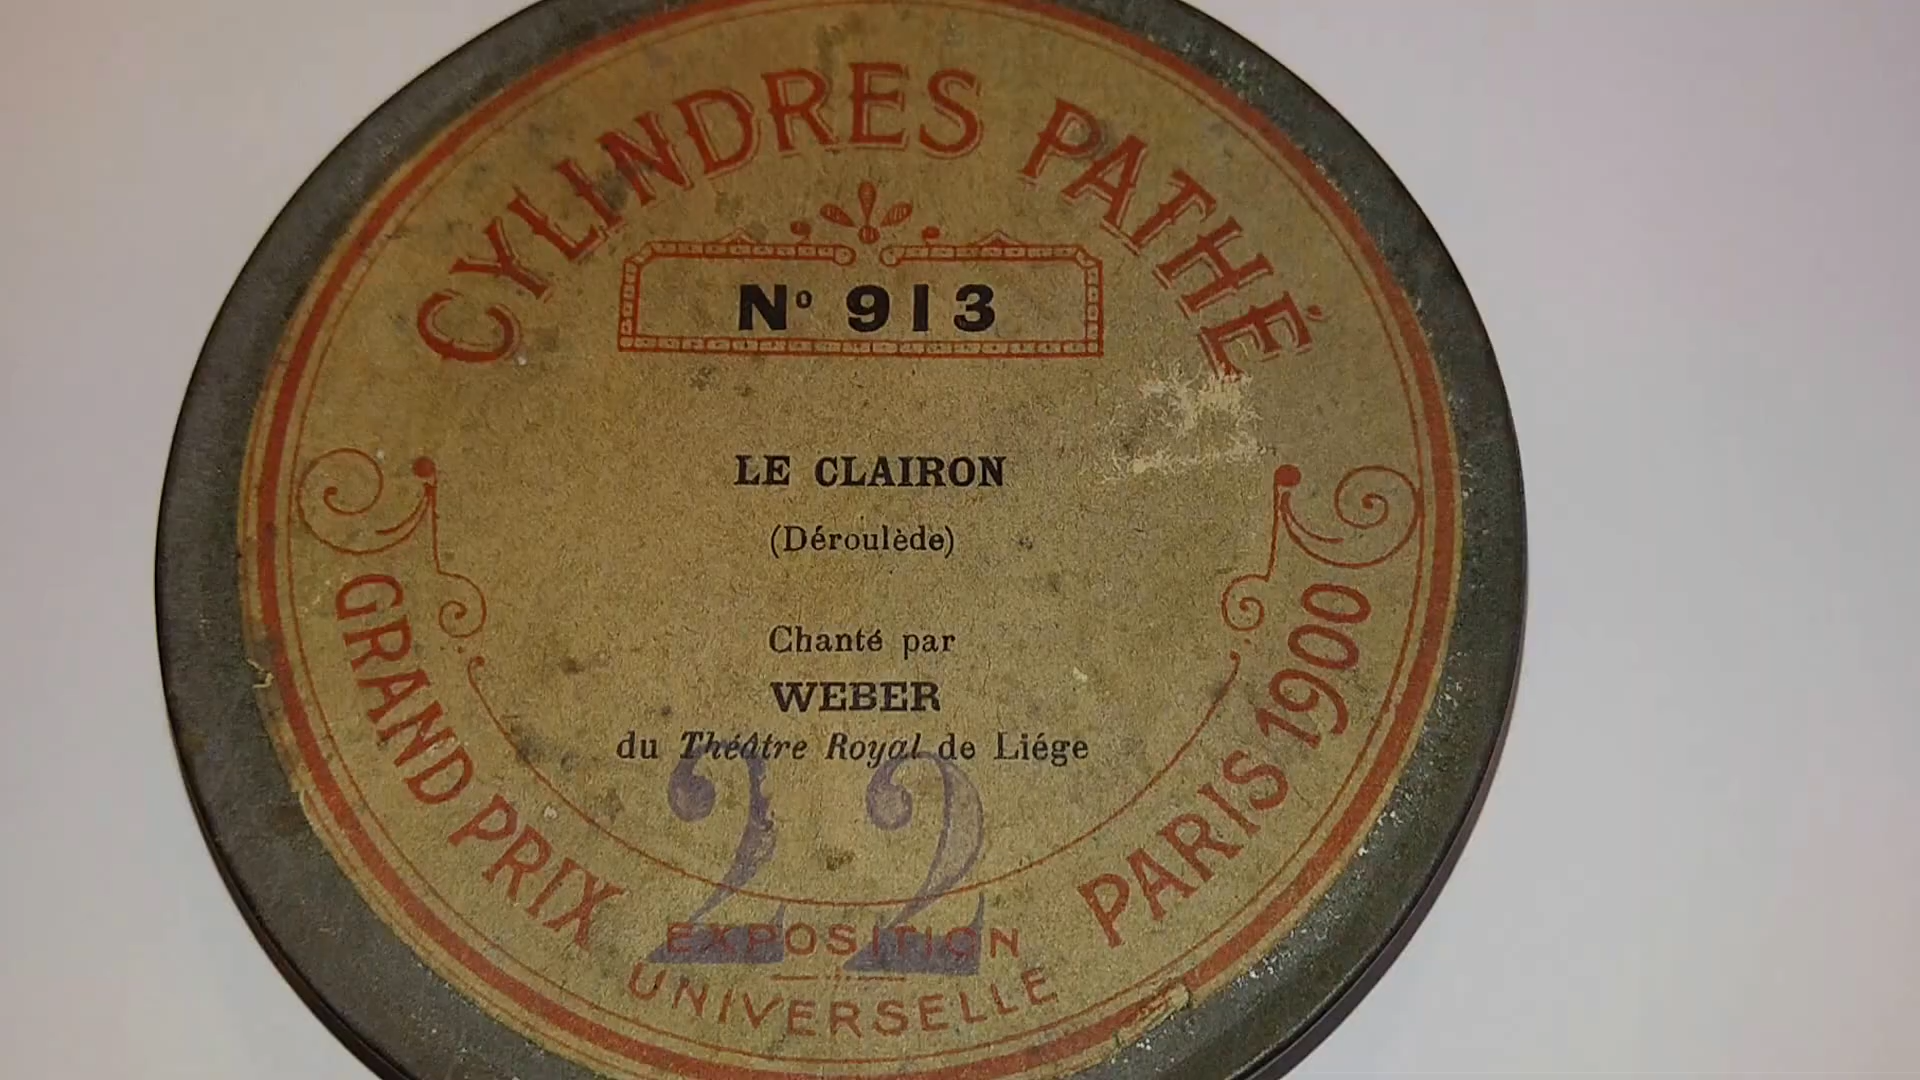 CYLINDRES PATHÉ
Nº 913
LE CLAIRON
(Déroulède)
Chanté par
WEBER
du Théâtre Royal de Liége
22
GRAND PRIX
EXPOSITION
UNIVERSELLE
PARIS 1900